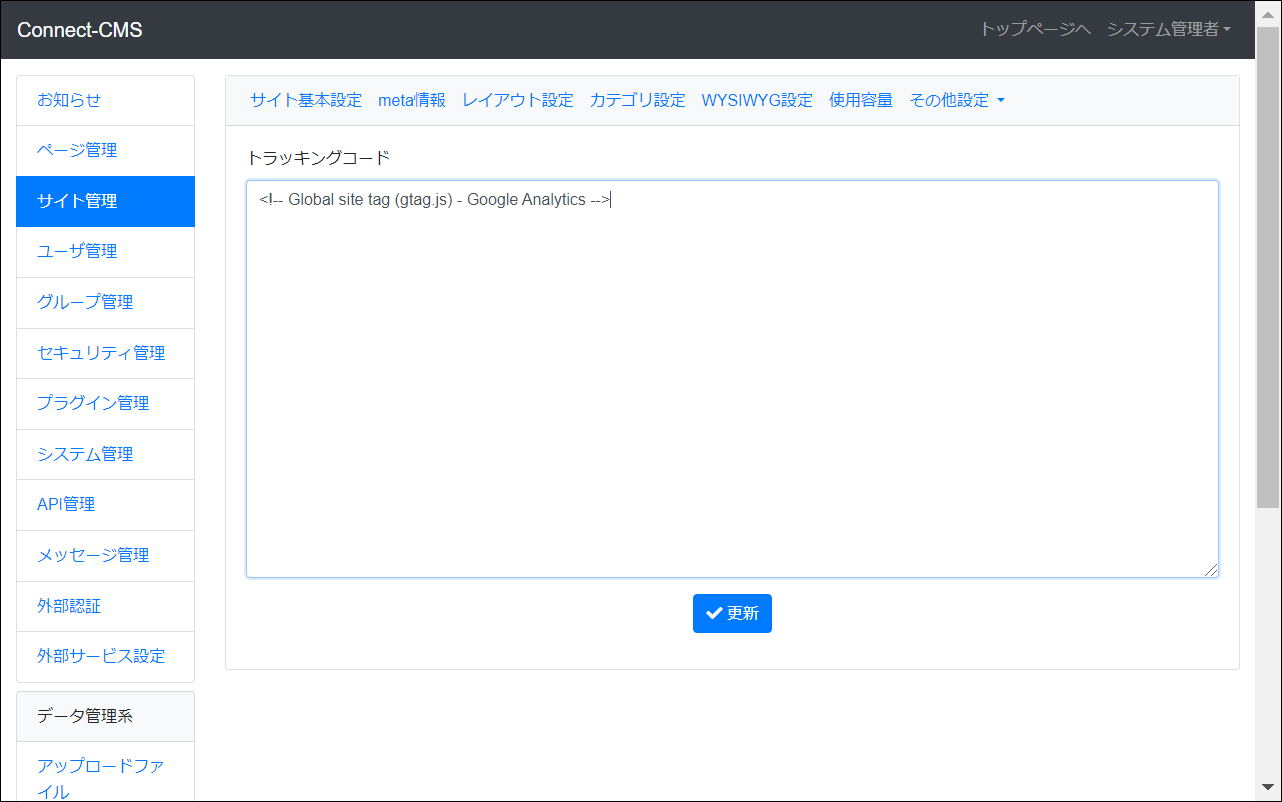 Connect-CMS
トップページへ システム管理者
お知らせ
ページ管理
サイト管理
ユーザ管理
グループ管理
セキュリティ管理
プラグイン管理
システム管理
API管理
メッセージ管理
外部認証
外部サービス設定
データ管理系
アップロードファ
イル
サイト基本設定 meta情報 レイアウト設定 カテゴリ設定 WYSIWYG設定 使用容量 その他設定
トラッキングコード
<!-- Global site tag (gtag.js) - Google Analytics -->
更新